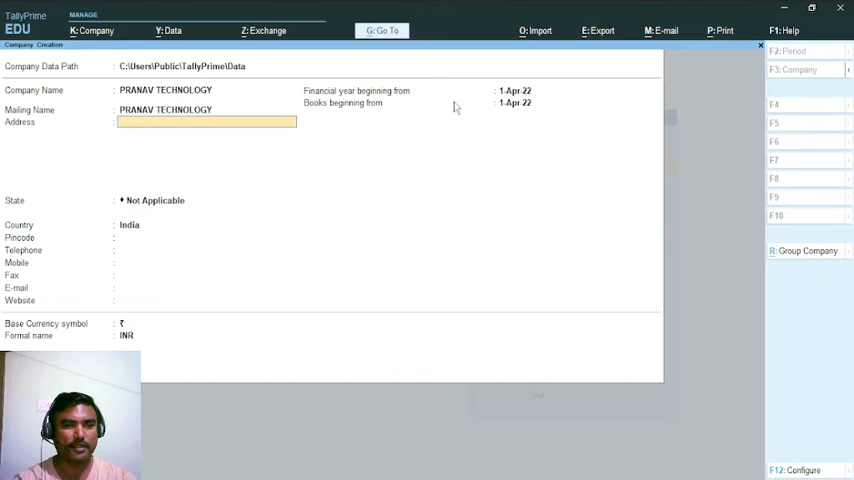 TallyPrime
EDU
MANAGE
K: Company
Y: Data
Z: Exchange
G: Go To
O: Import
E: Export
M: E-mail
P: Print
F1: Help
Company Creation
Company Data Path : C:\Users\Public\TallyPrime\Data
Company Name : PRANAV TECHNOLOGY
Mailing Name : PRANAV TECHNOLOGY
Address :
State : ♦ Not Applicable
Country : India
Pincode :
Telephone :
Mobile :
Fax :
E-mail :
Website :
Base Currency symbol : ₹
Formal name : INR
Financial year beginning from : 1-Apr-22
Books beginning from : 1-Apr-22
F2: Period
F3: Company
F4
F5
F6
F7
F8
F9
F10
R: Group Company
F12: Configure